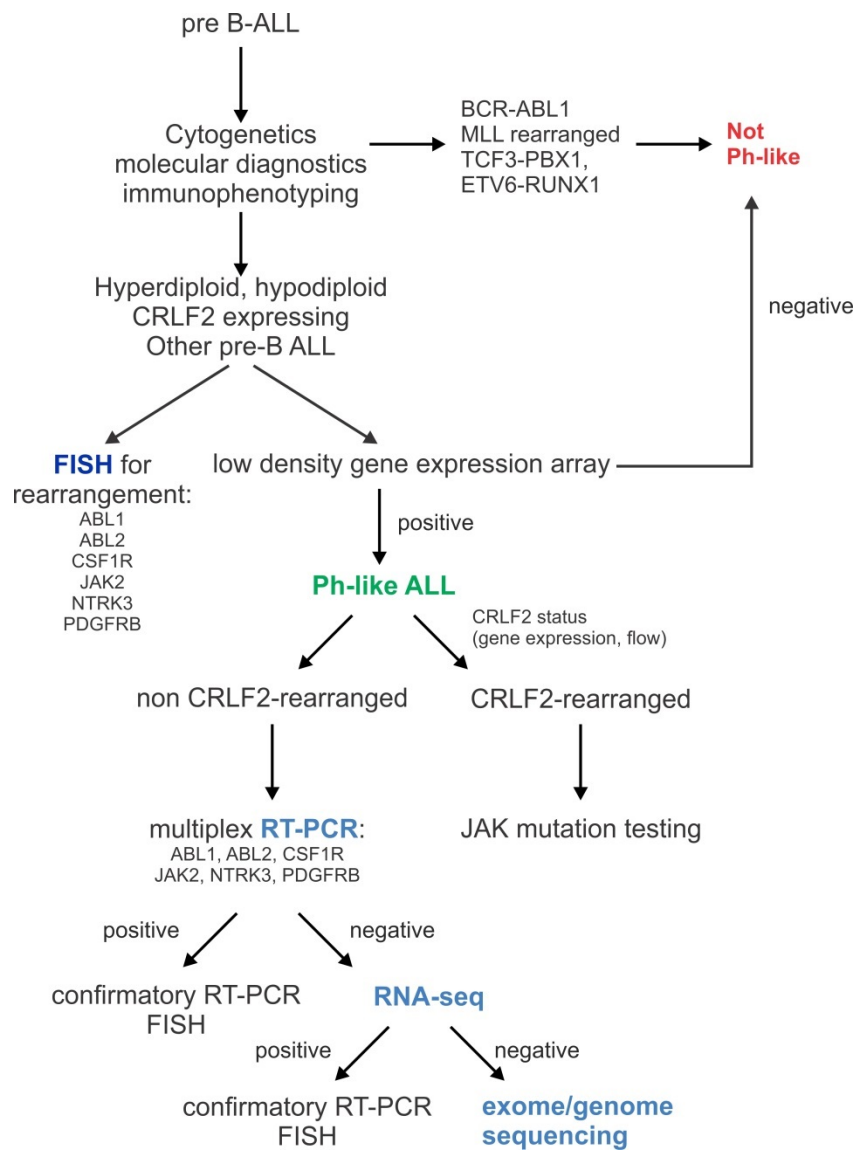 pre B-ALL
Cytogenetics
molecular diagnostics
immunophenotyping
BCR-ABL1
MLL rearranged
TCF3-PBX1,
ETV6-RUNX1
Not
Ph-like
negative
Hyperdiploid, hypodiploid
CRLF2 expressing
Other pre-B ALL
FISH for
rearrangement:
ABL1
ABL2
CSF1R
JAK2
NTRK3
PDGFRB
low density gene expression array
positive
Ph-like ALL
CRLF2 status
(gene expression, flow)
non CRLF2-rearranged
CRLF2-rearranged
multiplex RT-PCR:
ABL1, ABL2, CSF1R
JAK2, NTRK3, PDGFRB
JAK mutation testing
positive
negative
confirmatory RT-PCR
FISH
RNA-seq
positive
negative
confirmatory RT-PCR
FISH
exome/genome
sequencing